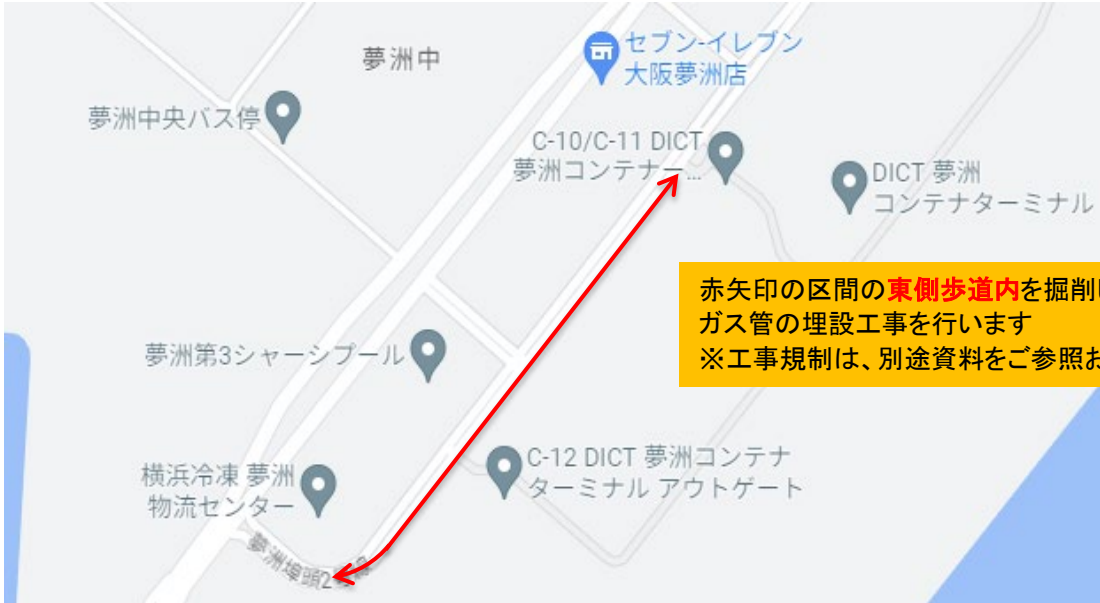 夢洲中
セブン-イレブン
大阪夢洲店
夢洲中央バス停
C-10/C-11 DICT
夢洲コンテナー...
DICT 夢洲
コンテナターミナル
赤矢印の区間の東側歩道内を掘削
ガス管の埋設工事を行います
※工事規制は、別途資料をご参照お
夢洲第3シャーシプール
C-12 DICT 夢洲コンテナ
ターミナル アウトゲート
横浜冷凍 夢洲
物流センター
夢洲埠頭2号線